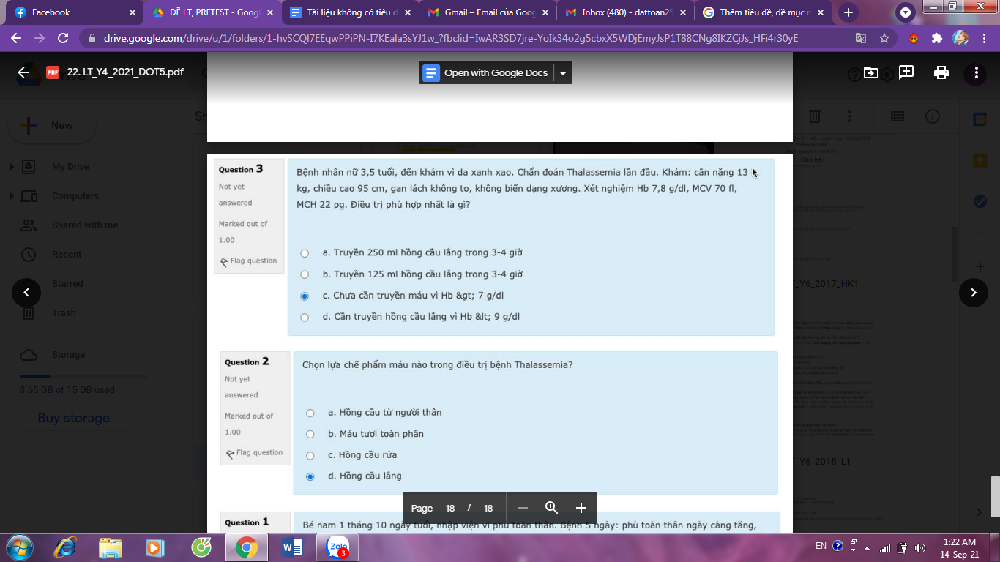 Facebook
ĐỀ LT, PRETEST - Goog
Tài liệu không có tiêu đ
Gmail – Email của Goog
Inbox (480) - dattoan25
Thêm tiêu đề, đề mục n
drive.google.com/drive/u/1/folders/1-hvSCQI7EEqwPPiPN-I7KEala3sYJ1w_?fbclid=IwAR3SD7jre-YoIk34o2g5cbxX5WDjEmyJsP1T88CNg8IKZCjJs_HFi4r30yE
22. LT_Y4_2021_DOT5.pdf
Open with Google Docs
New
My Drive
Computers
Shared with me
Recent
Starred
Trash
Storage
3.65 GB of 15 GB used
Buy storage
Question 3
Not yet
answered
Marked out of
1.00
Flag question
Bệnh nhân nữ 3,5 tuổi, đến khám vì da xanh xao. Chẩn đoán Thalassemia lần đầu. Khám: cân nặng 13
kg, chiều cao 95 cm, gan lách không to, không biến dạng xương. Xét nghiệm Hb 7,8 g/dl, MCV 70 fl,
MCH 22 pg. Điều trị phù hợp nhất là gì?
a. Truyền 250 ml hồng cầu lắng trong 3-4 giờ
b. Truyền 125 ml hồng cầu lắng trong 3-4 giờ
c. Chưa cần truyền máu vì Hb &gt; 7 g/dl
d. Cần truyền hồng cầu lắng vì Hb &lt; 9 g/dl
Question 2
Not yet
answered
Marked out of
1.00
Flag question
Chọn lựa chế phẩm máu nào trong điều trị bệnh Thalassemia?
a. Hồng cầu từ người thân
b. Máu tươi toàn phần
c. Hồng cầu rửa
d. Hồng cầu lắng
Page 18 / 18
Question 1
Bé nam 1 tháng 10 ngày tuổi, nhập viện vì phù toàn thân. Bệnh 5 ngày: phù toàn thân ngày càng tăng,
T_Y6_2017_HK1
T_Y6_2015_L1
Zalo
3
EN
1:22 AM
14-Sep-21